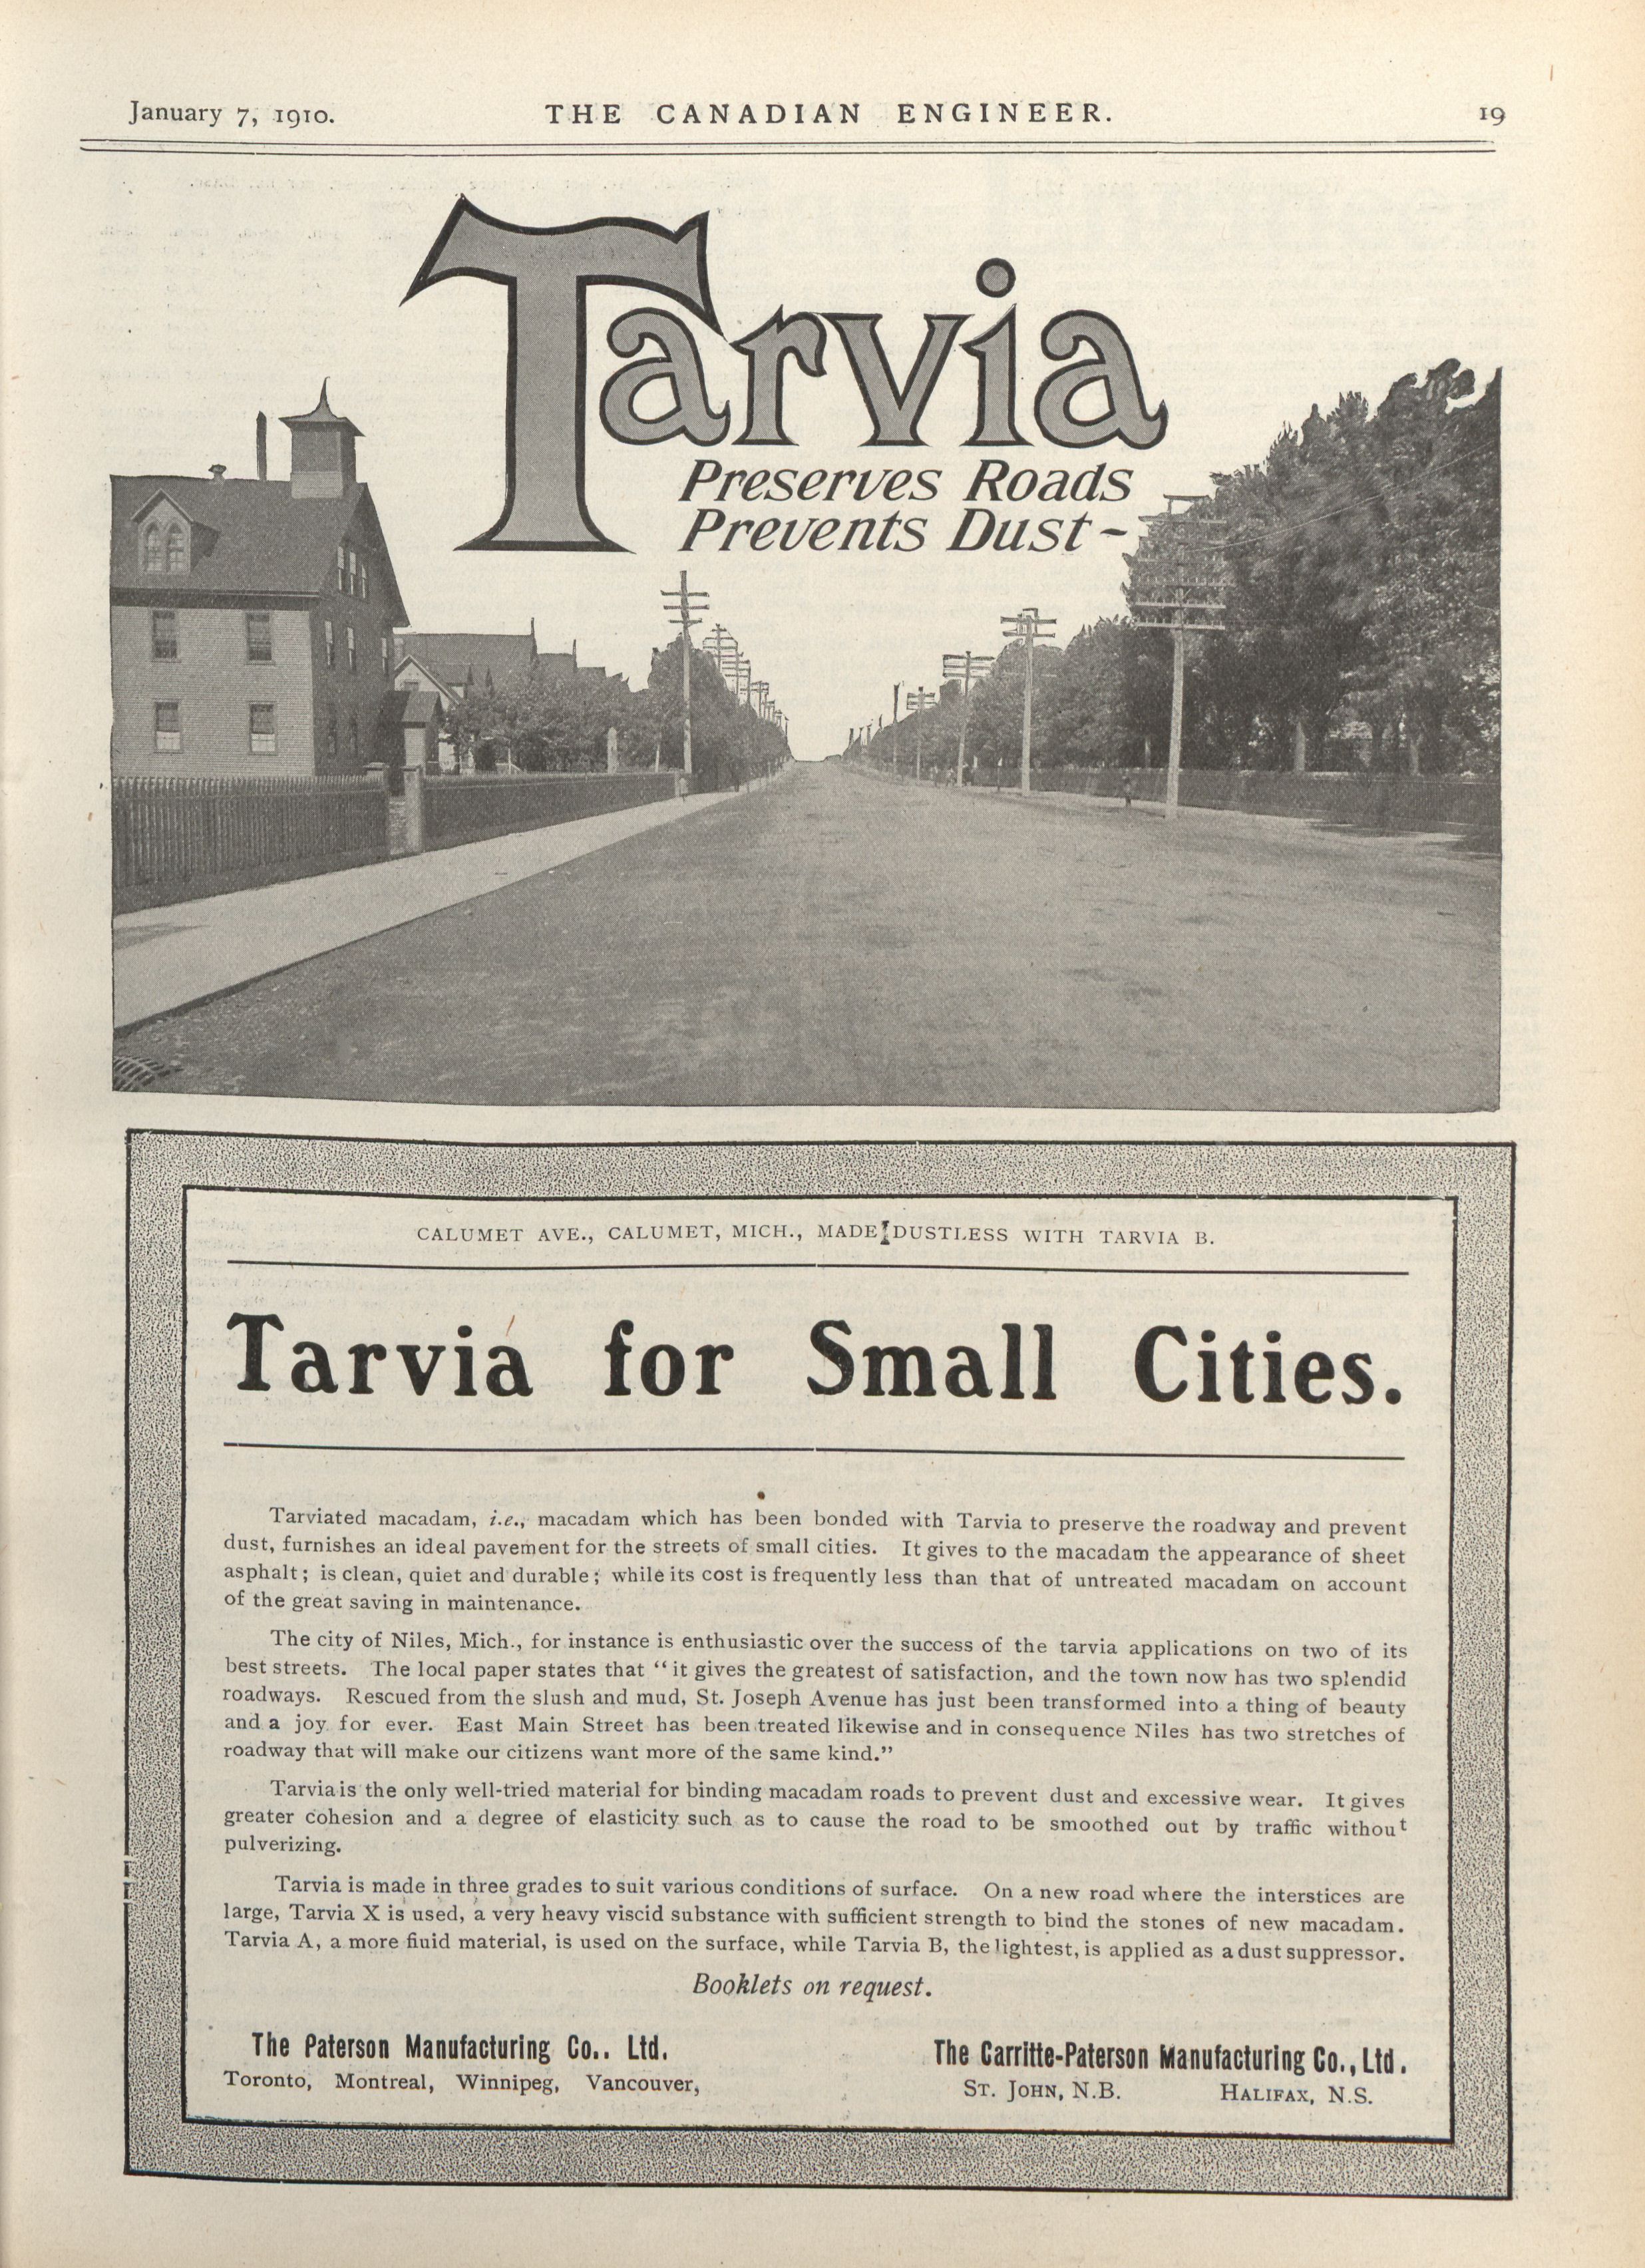 January 7, 1910.
THE CANADIAN ENGINEER.
19
Tarvia
Preserves Roads
Prevents Dust-
CALUMET AVE., CALUMET, MICH., MADE DUSTLESS WITH TARVIA B.
Tarvia for Small Cities.
Tarviated macadam, i.e., macadam which has been bonded with Tarvia to preserve the roadway and prevent
dust, furnishes an ideal pavement for the streets of small cities. It gives to the macadam the appearance of sheet
asphalt; is clean, quiet and durable; while its cost is frequently less than that of untreated macadam on account
of the great saving in maintenance.
The city of Niles, Mich., for instance is enthusiastic over the success of the tarvia applications on two of its
best streets. The local paper states that “it gives the greatest of satisfaction, and the town now has two splendid
roadways. Rescued from the slush and mud, St. Joseph Avenue has just been transformed into a thing of beauty
and a joy for ever. East Main Street has been treated likewise and in consequence Niles has two stretches of
roadway that will make our citizens want more of the same kind.”
Tarvia is the only well-tried material for binding macadam roads to prevent dust and excessive wear. It gives
greater cohesion and a degree of elasticity such as to cause the road to be smoothed out by traffic without
pulverizing.
Tarvia is made in three grades to suit various conditions of surface. On a new road where the interstices are
large, Tarvia X is used, a very heavy viscid substance with sufficient strength to bind the stones of new macadam.
Tarvia A, a more fluid material, is used on the surface, while Tarvia B, the lightest, is applied as a dust suppressor.
Booklets on request.
The Paterson Manufacturing Co.. Ltd.
Toronto, Montreal, Winnipeg, Vancouver,
The Carritte-Paterson Manufacturing Co., Ltd.
ST. JOHN, N.B. HALIFAX, N.S.